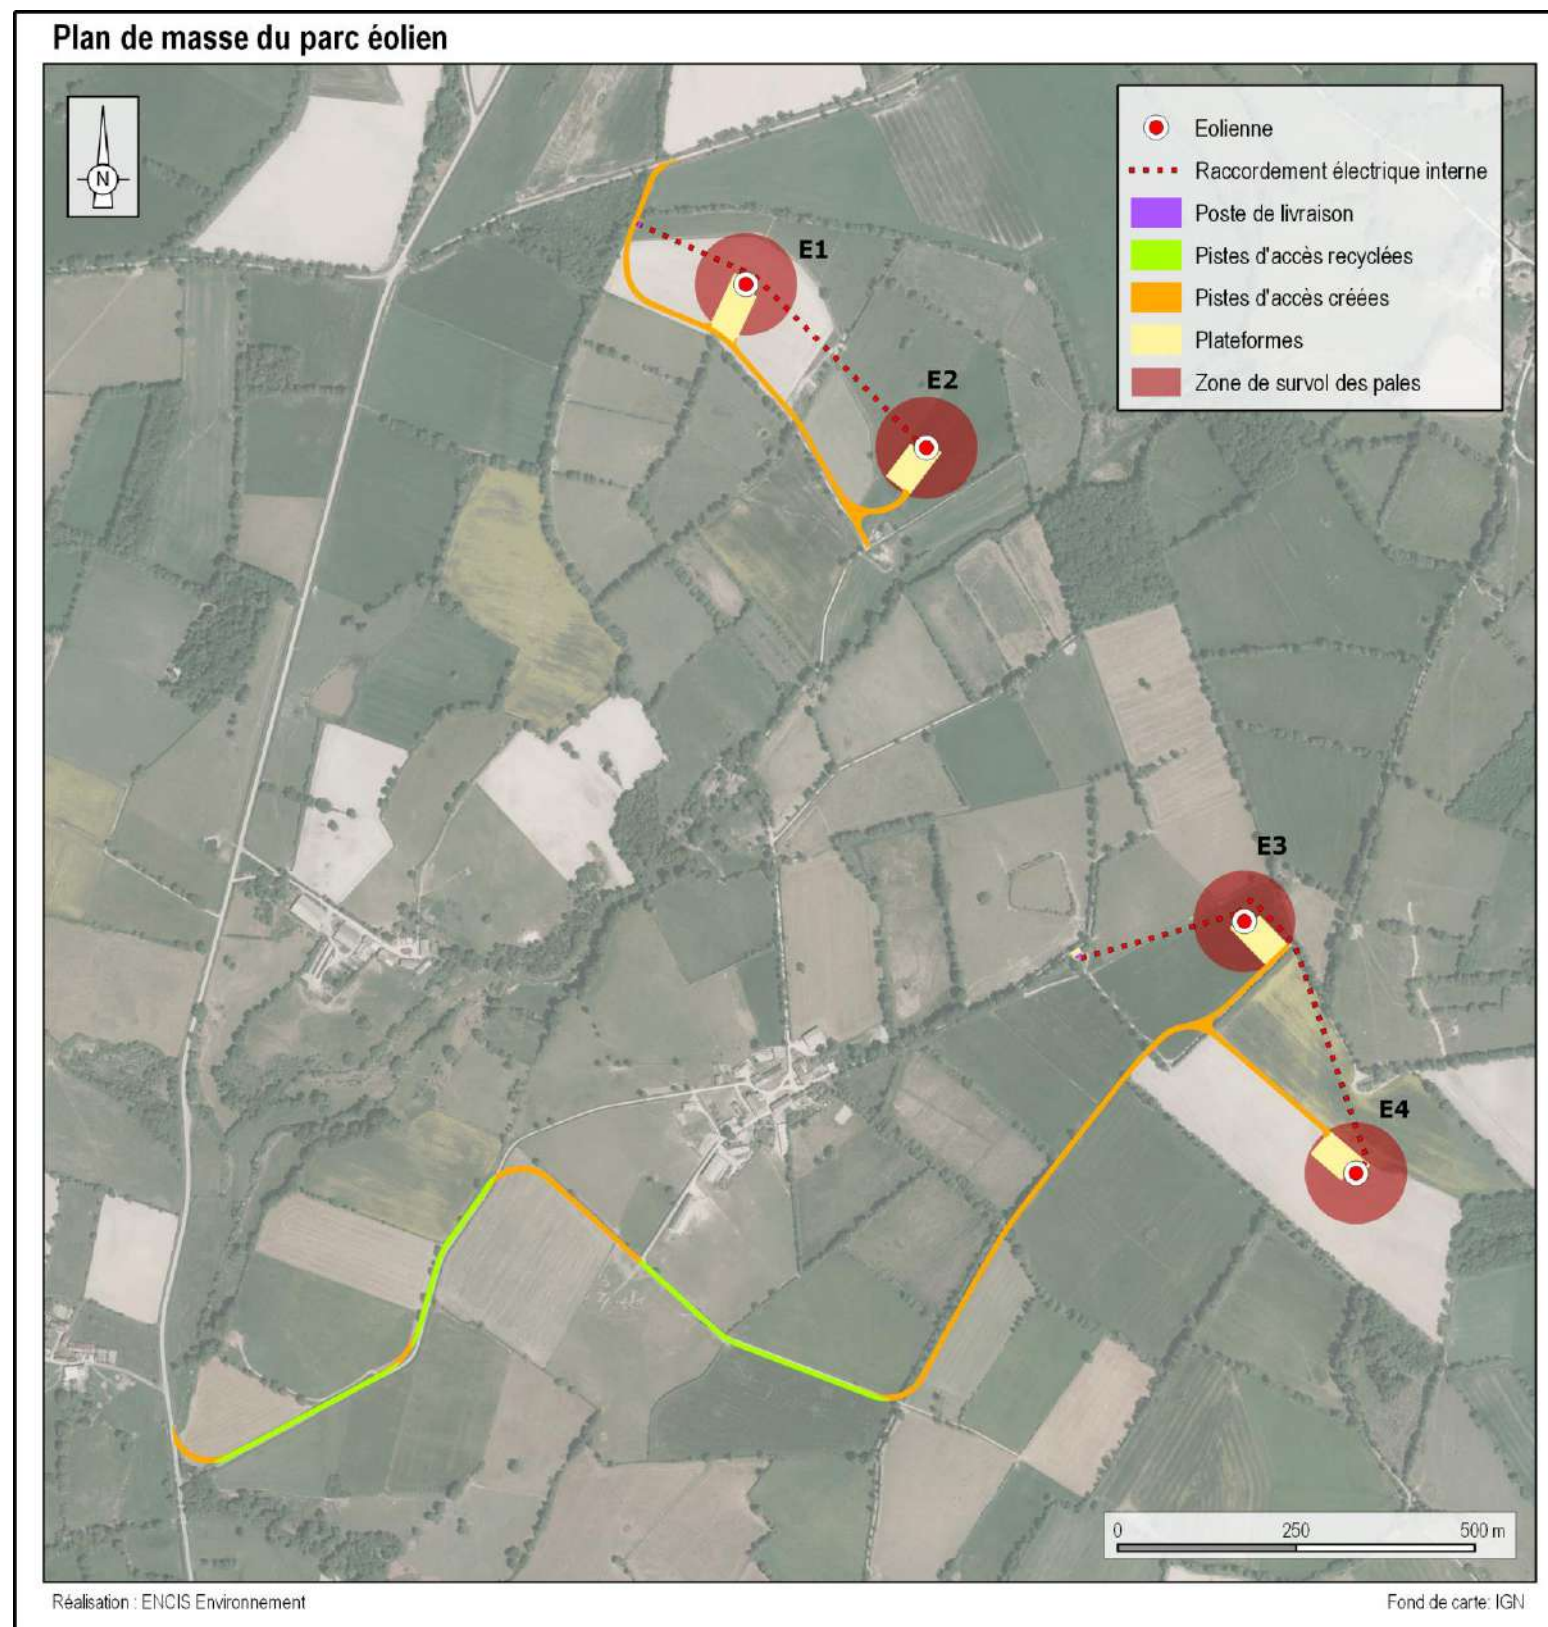 Plan de masse du parc éolien
N
Eolienne
Raccordement électrique interne
Poste de livraison
Pistes d'accès recyclées
Pistes d'accès créées
Plateformes
Zone de survol des pales
E1
E2
E3
E4
0 250 500 m
Réalisation : ENCIS Environnement
Fond de carte: IGN